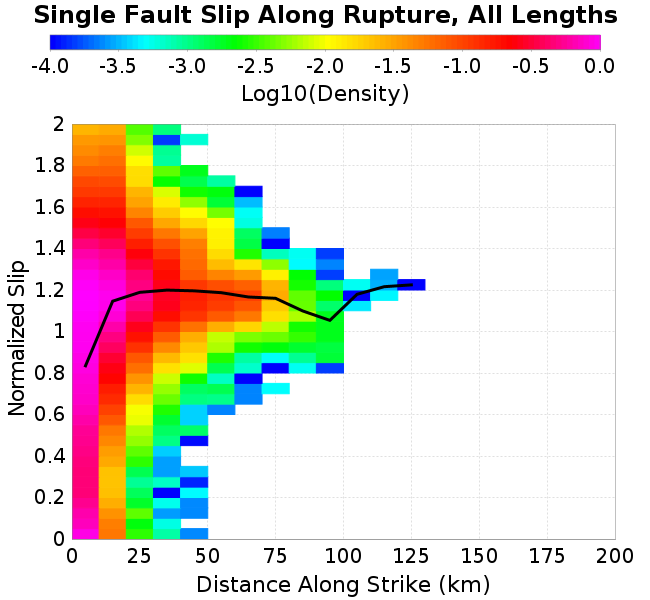 Single Fault Slip Along Rupture, All Lengths
-4.0 -3.5 -3.0 -2.5 -2.0 -1.5 -1.0 -0.5 0.0
Log10(Density)
2
1.8
1.6
1.4
1.2
1
0.8
0.6
0.4
0.2
0
Normalized Slip
0 25 50 75 100 125 150 175 200
Distance Along Strike (km)